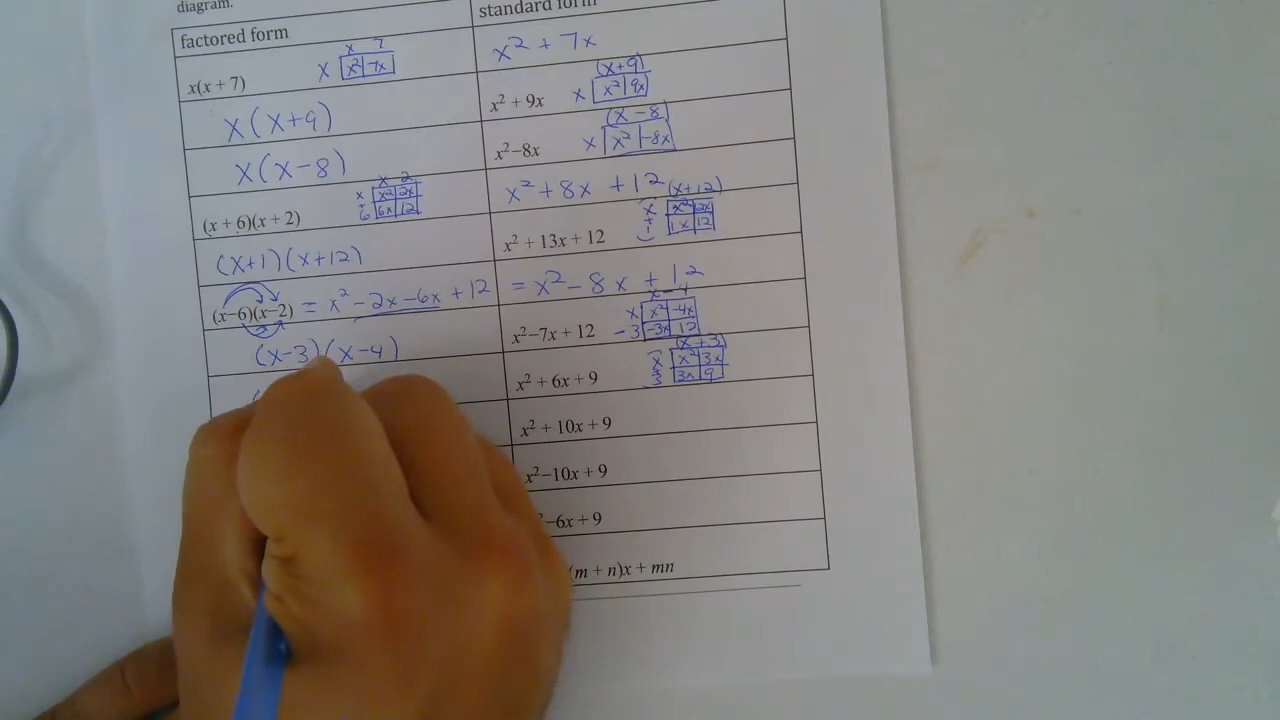 diagram.
factored form standard form
x(x + 7) x 7 x x² 7x x² + 7x
x(x+9) x² + 9x (x+9) x x² 9x
x(x-8) x²–8x (x-8) x x² -8x
(x + 6)(x + 2) x 2 x + 6 x² 2x 6x 12 x² + 8x + 12
(x+1)(x+12) x² + 13x + 12 (x+12) x + 1 x² 12 1x 12
(x–6)(x–2) = x² - 2x - 6x + 12 = x² - 8x + 12
(x-3)(x-4) x²–7x + 12 x - 4 x -3 x² -4x -3x 12
( x² + 6x + 9 (x+3) x + 3 x² 3x 3x 9
x² + 10x + 9
x²–10x + 9
²–6x + 9
(m + n)x + mn